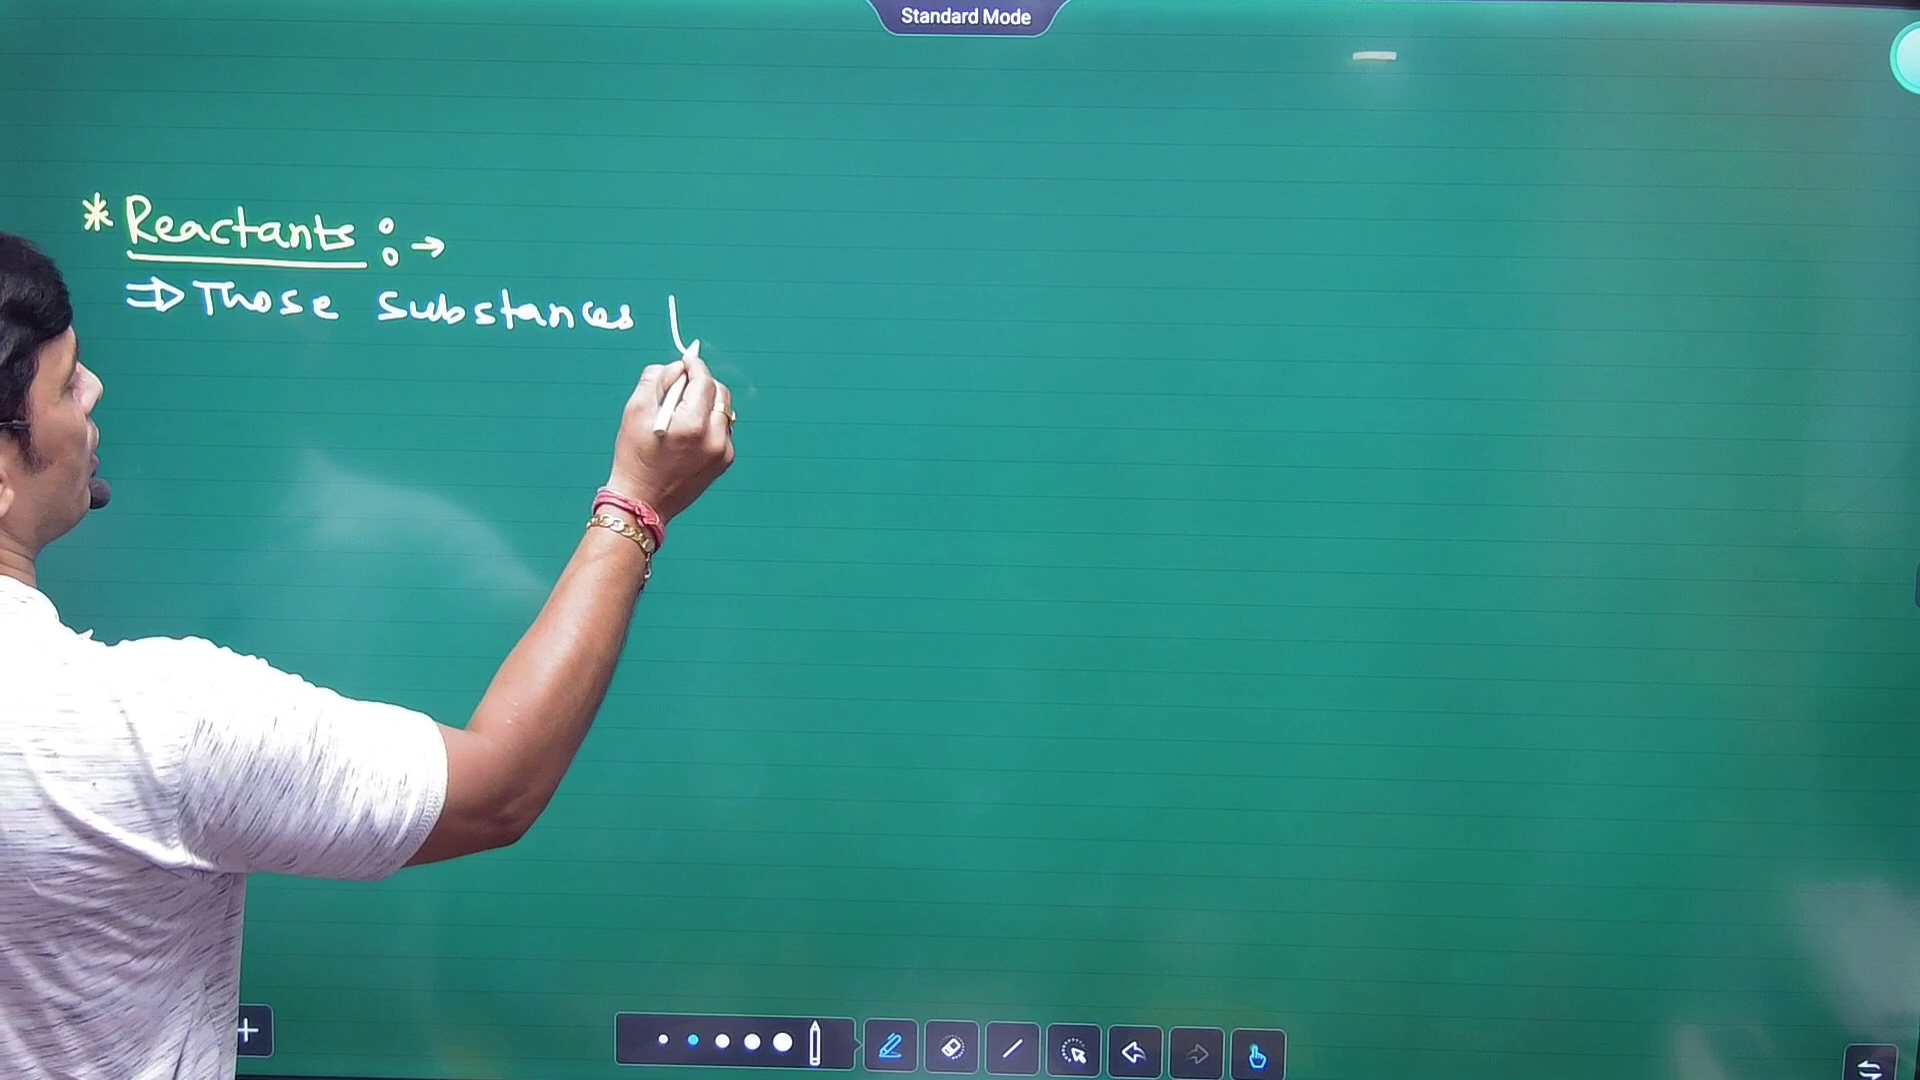 Standard Mode
* Reactants : →
⇒ Those substances